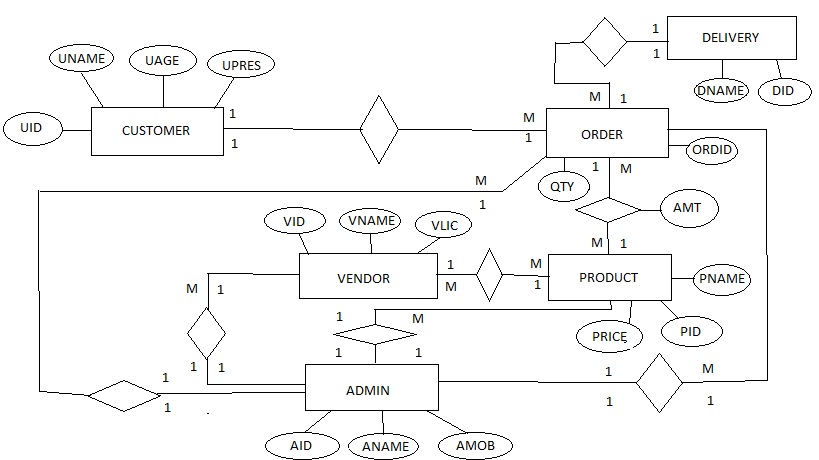 1
DELIVERY
1
UNAME
UAGE
UPRES
DNAME
DID
M 1
1
M
UID
CUSTOMER
ORDER
1
1
ORDID
1 M
QTY
M
1
AMT
VID
VNAME
VLIC
M 1
1
M
VENDOR
PRODUCT
PNAME
M
1
M 1
1
M
PRICE
PID
1
1
1 1
M
1
1
ADMIN
1
1
1
AID
ANAME
AMOB